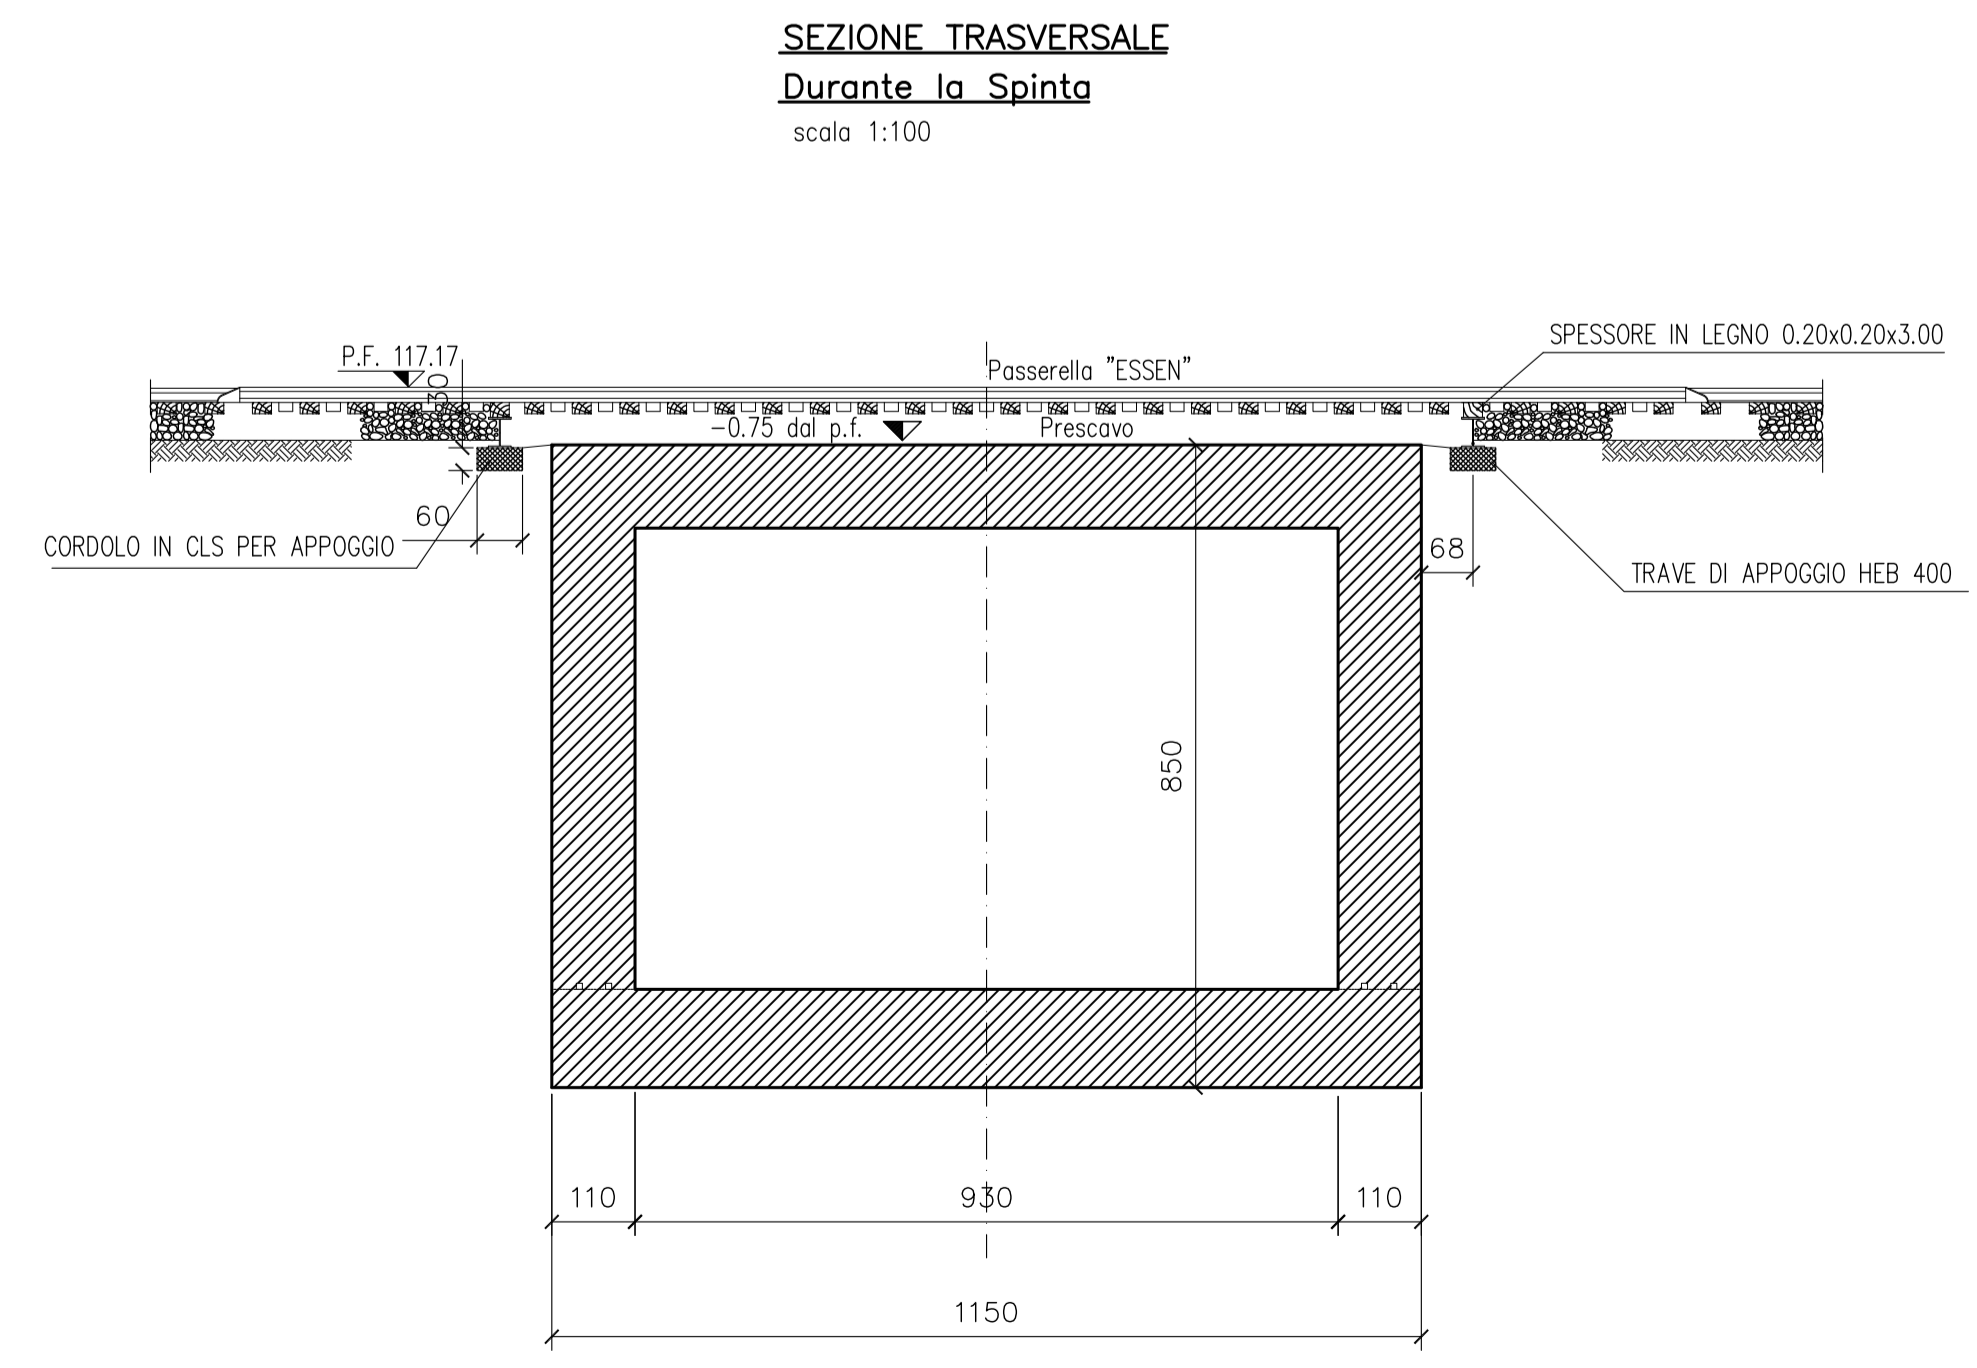 SEZIONE TRASVERSALE
Durante la Spinta
scala 1:100
SPESSORE IN LEGNO 0.20x0.20x3.00
P.F. 117.17
Passerella "ESSEN"
30
-0.75 dal p.f.
Prescavo
60
CORDOLO IN CLS PER APPOGGIO
68
TRAVE DI APPOGGIO HEB 400
850
110
930
110
1150